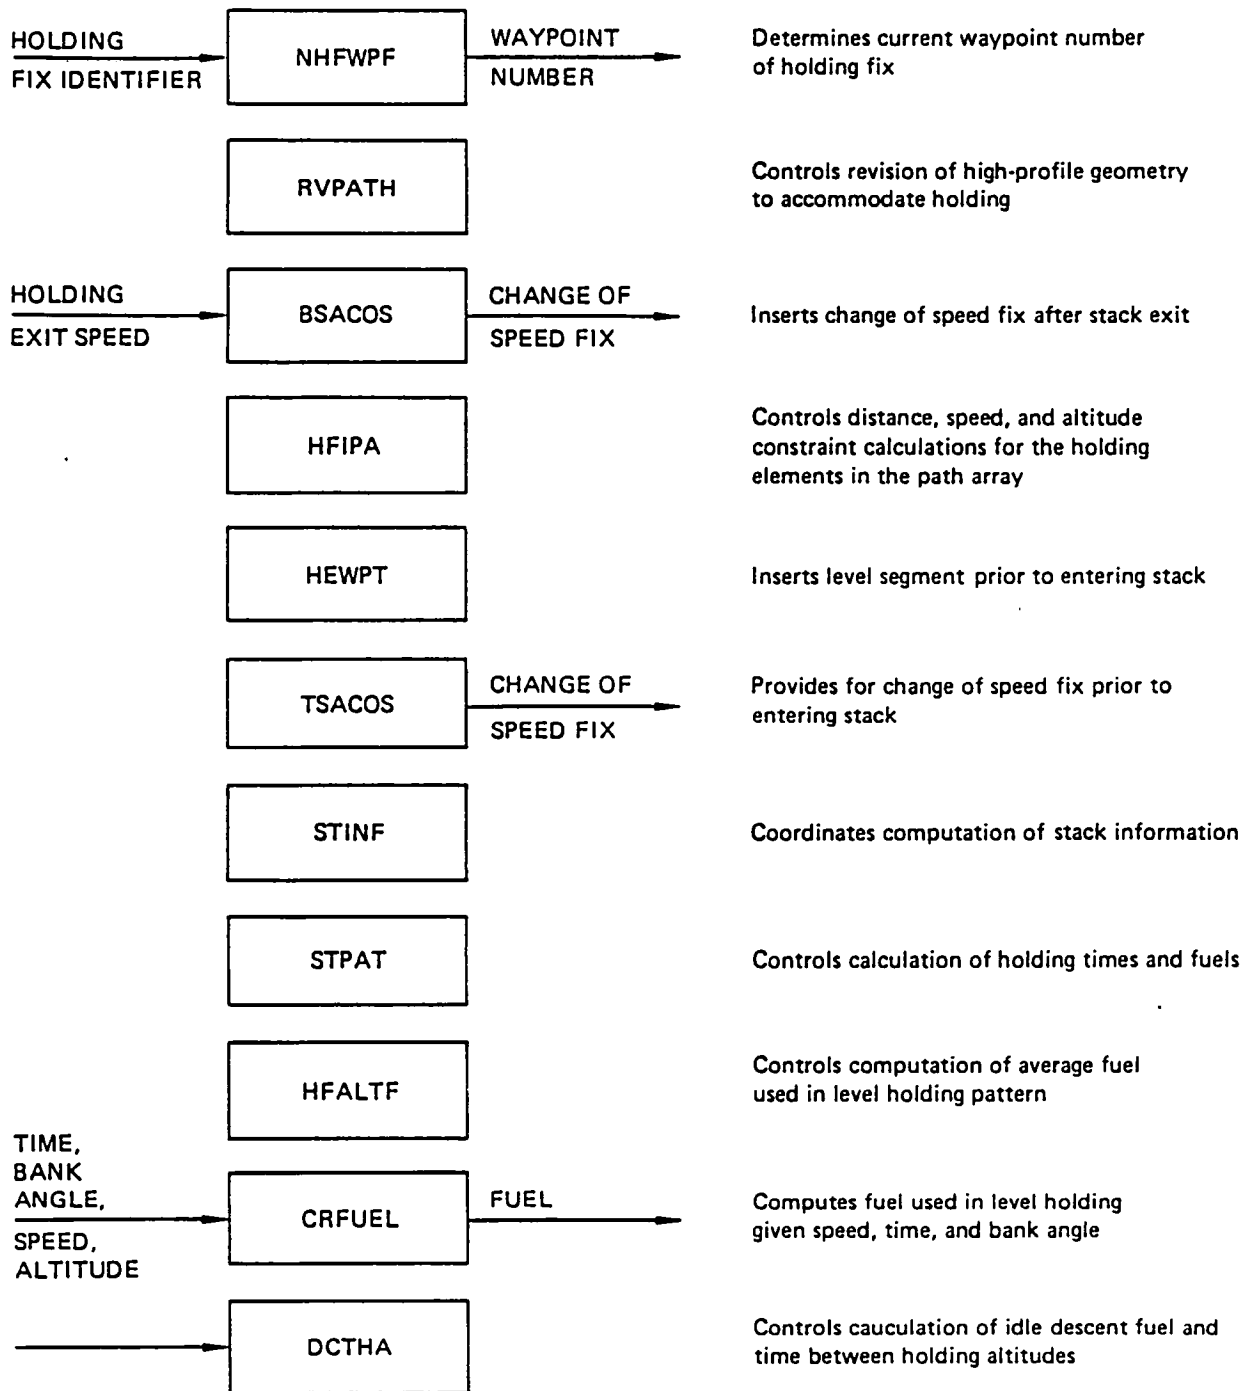 HOLDING
FIX IDENTIFIER
NHFWPF
WAYPOINT
NUMBER
Determines current waypoint number
of holding fix
RVPATH
Controls revision of high-profile geometry
to accommodate holding
HOLDING
EXIT SPEED
BSACOS
CHANGE OF
SPEED FIX
Inserts change of speed fix after stack exit
HFIPA
Controls distance, speed, and altitude
constraint calculations for the holding
elements in the path array
HEWPT
Inserts level segment prior to entering stack
TSACOS
CHANGE OF
SPEED FIX
Provides for change of speed fix prior to
entering stack
STINF
Coordinates computation of stack information
STPAT
Controls calculation of holding times and fuels
HFALTF
Controls computation of average fuel
used in level holding pattern
TIME,
BANK
ANGLE,
SPEED,
ALTITUDE
CRFUEL
FUEL
Computes fuel used in level holding
given speed, time, and bank angle
DCTHA
Controls cauculation of idle descent fuel and
time between holding altitudes